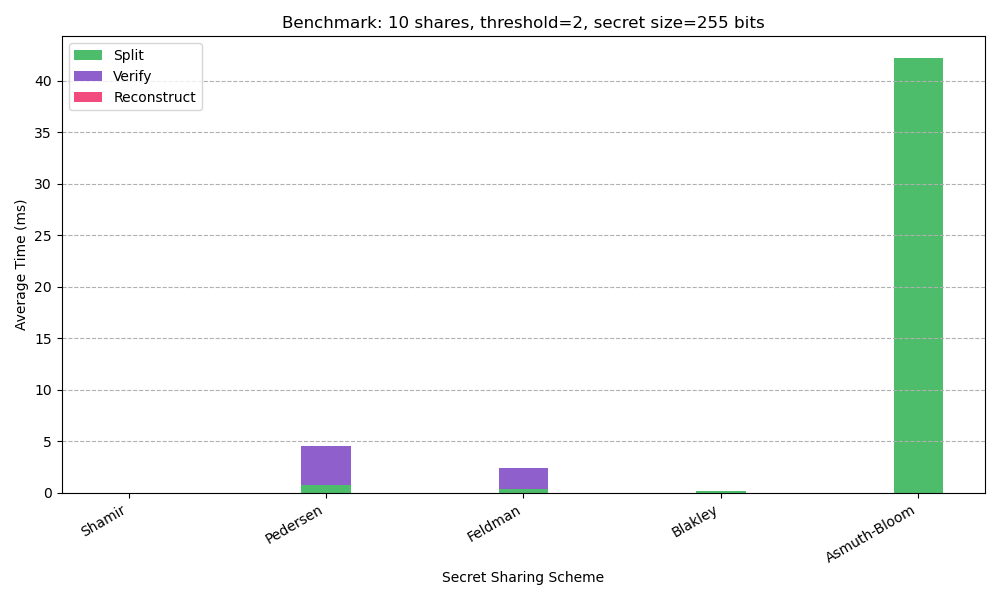 Benchmark: 10 shares, threshold=2, secret size=255 bits
Split
Verify
Reconstruct
Average Time (ms)
40
35
30
25
20
15
10
5
0
Shamir
Pedersen
Feldman
Blakley
Asmuth-Bloom
Secret Sharing Scheme